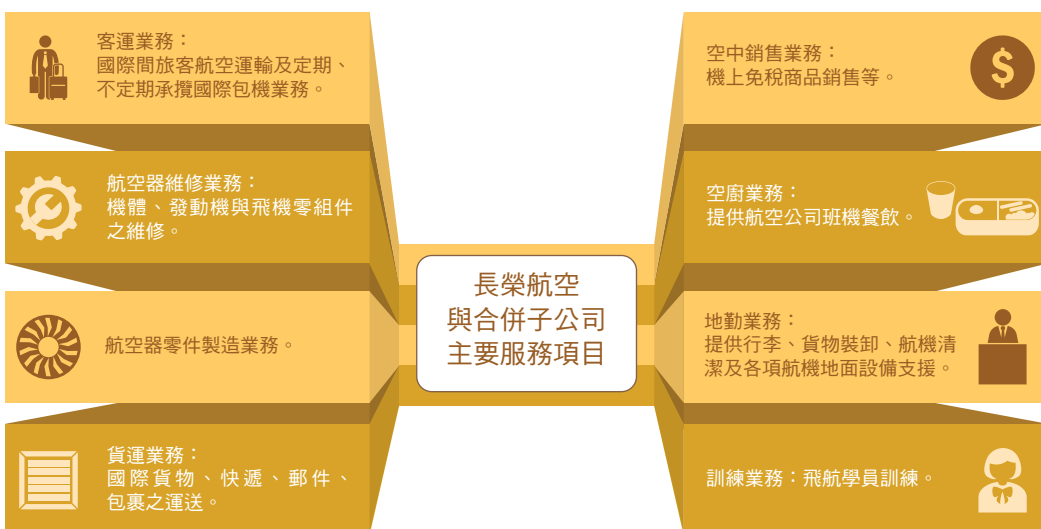 客運業務：
國際間旅客航空運輸及定期、
不定期承攬國際包機業務。
航空器維修業務：
機體、發動機與飛機零組件
之維修。
航空器零件製造業務。
貨運業務：
國際貨物、快遞、郵件、
包裹之運送。
長榮航空
與合併子公司
主要服務項目
空中銷售業務：
機上免稅商品銷售等。
$
空廚業務：
提供航空公司班機餐飲。
地勤業務：
提供行李、貨物裝卸、航機清
潔及各項航機地面設備支援。
訓練業務：飛航學員訓練。